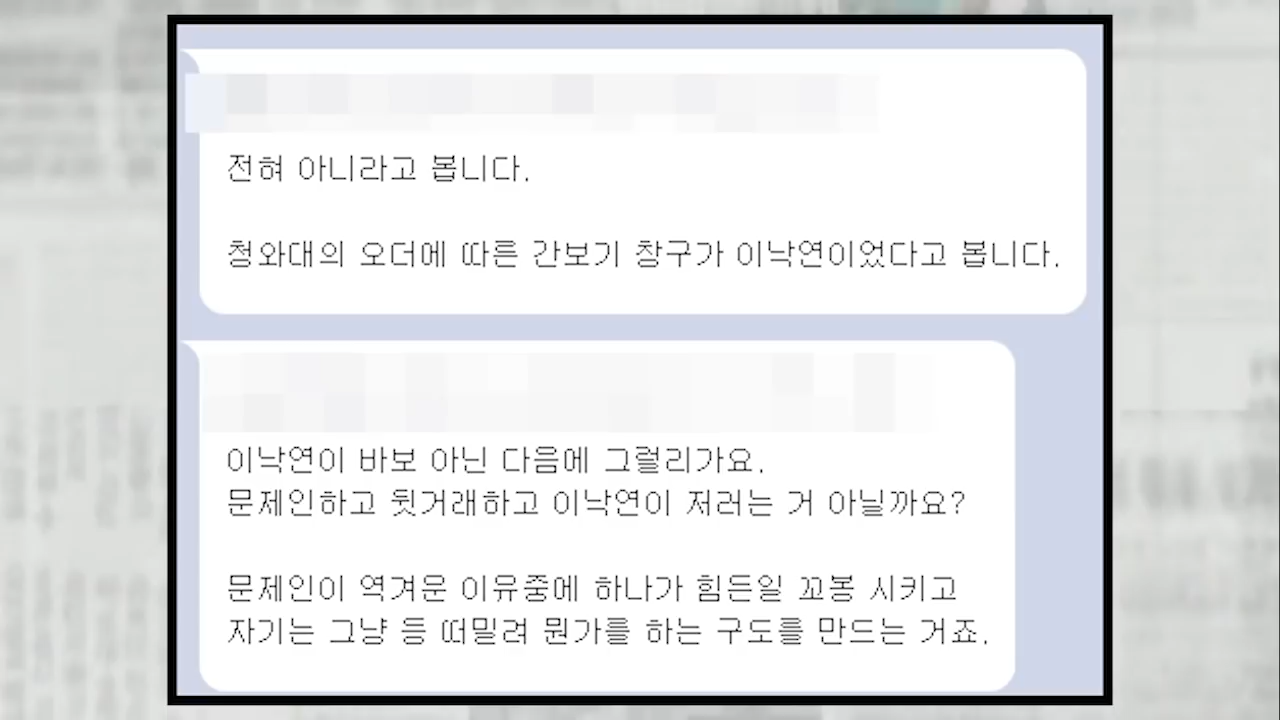 전혀 아니라고 봅니다.
청와대의 오더에 따른 간보기 창구가 이낙연이었다고 봅니다.
이낙연이 바보 아닌 다음에 그럴리가요.
문제인하고 뒷거래하고 이낙연이 저러는 거 아닐까요?
문제인이 역겨운 이유중에 하나가 힘든일 꼬봉 시키고
자기는 그냥 등 떠밀려 뭔가를 하는 구도를 만드는 거죠.